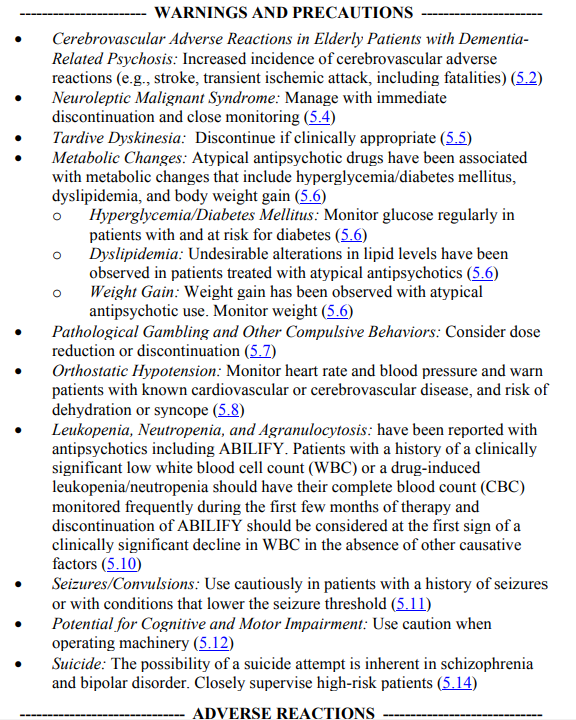 ----------------------- WARNINGS AND PRECAUTIONS ----------------------
• Cerebrovascular Adverse Reactions in Elderly Patients with Dementia-
Related Psychosis: Increased incidence of cerebrovascular adverse
reactions (e.g., stroke, transient ischemic attack, including fatalities) (5.2)
• Neuroleptic Malignant Syndrome: Manage with immediate
discontinuation and close monitoring (5.4)
• Tardive Dyskinesia: Discontinue if clinically appropriate (5.5)
• Metabolic Changes: Atypical antipsychotic drugs have been associated
with metabolic changes that include hyperglycemia/diabetes mellitus,
dyslipidemia, and body weight gain (5.6)
o Hyperglycemia/Diabetes Mellitus: Monitor glucose regularly in
patients with and at risk for diabetes (5.6)
o Dyslipidemia: Undesirable alterations in lipid levels have been
observed in patients treated with atypical antipsychotics (5.6)
o Weight Gain: Weight gain has been observed with atypical
antipsychotic use. Monitor weight (5.6)
• Pathological Gambling and Other Compulsive Behaviors: Consider dose
reduction or discontinuation (5.7)
• Orthostatic Hypotension: Monitor heart rate and blood pressure and warn
patients with known cardiovascular or cerebrovascular disease, and risk of
dehydration or syncope (5.8)
• Leukopenia, Neutropenia, and Agranulocytosis: have been reported with
antipsychotics including ABILIFY. Patients with a history of a clinically
significant low white blood cell count (WBC) or a drug-induced
leukopenia/neutropenia should have their complete blood count (CBC)
monitored frequently during the first few months of therapy and
discontinuation of ABILIFY should be considered at the first sign of a
clinically significant decline in WBC in the absence of other causative
factors (5.10)
• Seizures/Convulsions: Use cautiously in patients with a history of seizures
or with conditions that lower the seizure threshold (5.11)
• Potential for Cognitive and Motor Impairment: Use caution when
operating machinery (5.12)
• Suicide: The possibility of a suicide attempt is inherent in schizophrenia
and bipolar disorder. Closely supervise high-risk patients (5.14)
------------------------------ ADVERSE REACTIONS -----------------------------